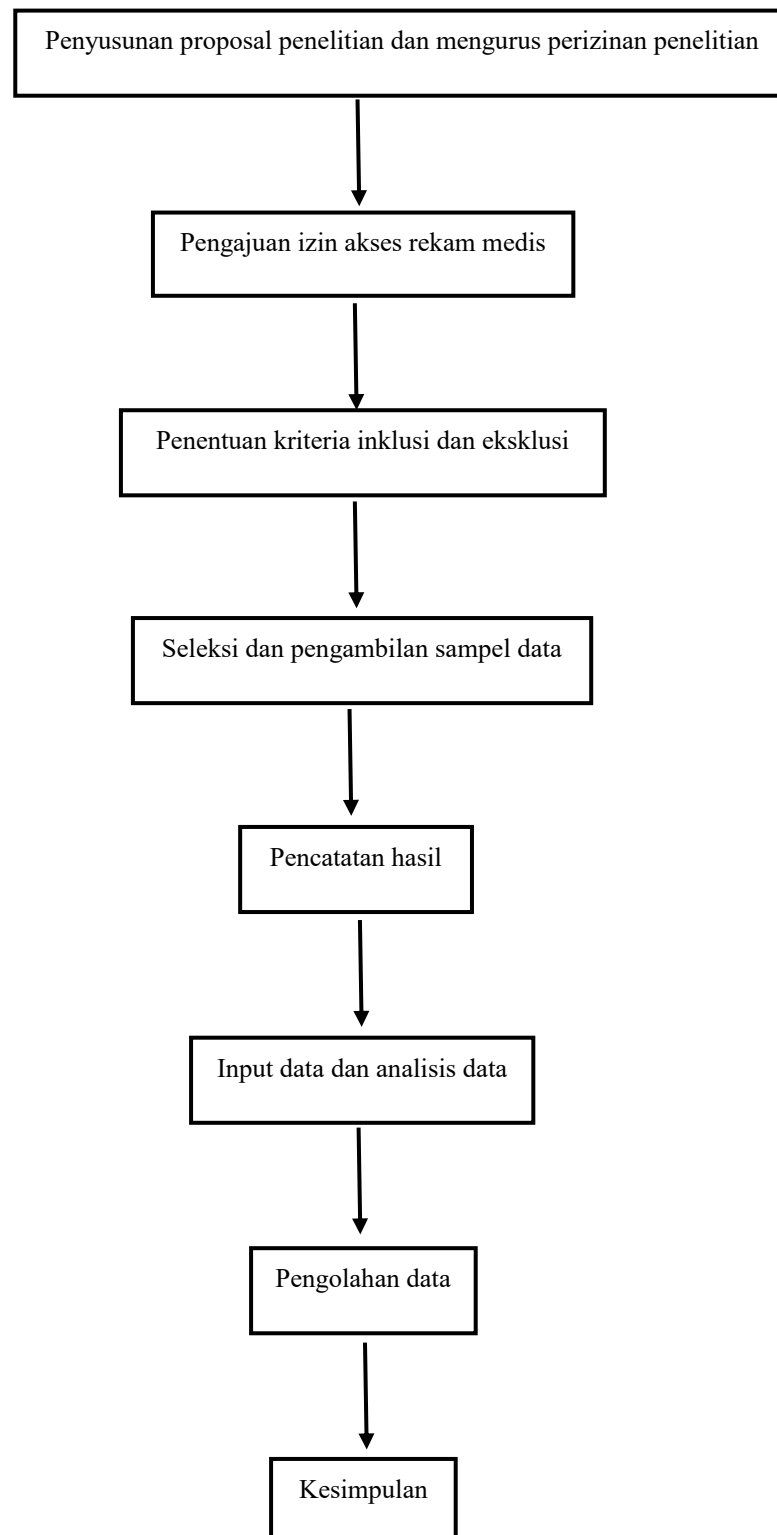 Penyusunan proposal penelitian dan mengurus perizinan penelitian
Pengajuan izin akses rekam medis
Penentuan kriteria inklusi dan eksklusi
Seleksi dan pengambilan sampel data
Pencatatan hasil
Input data dan analisis data
Pengolahan data
Kesimpulan